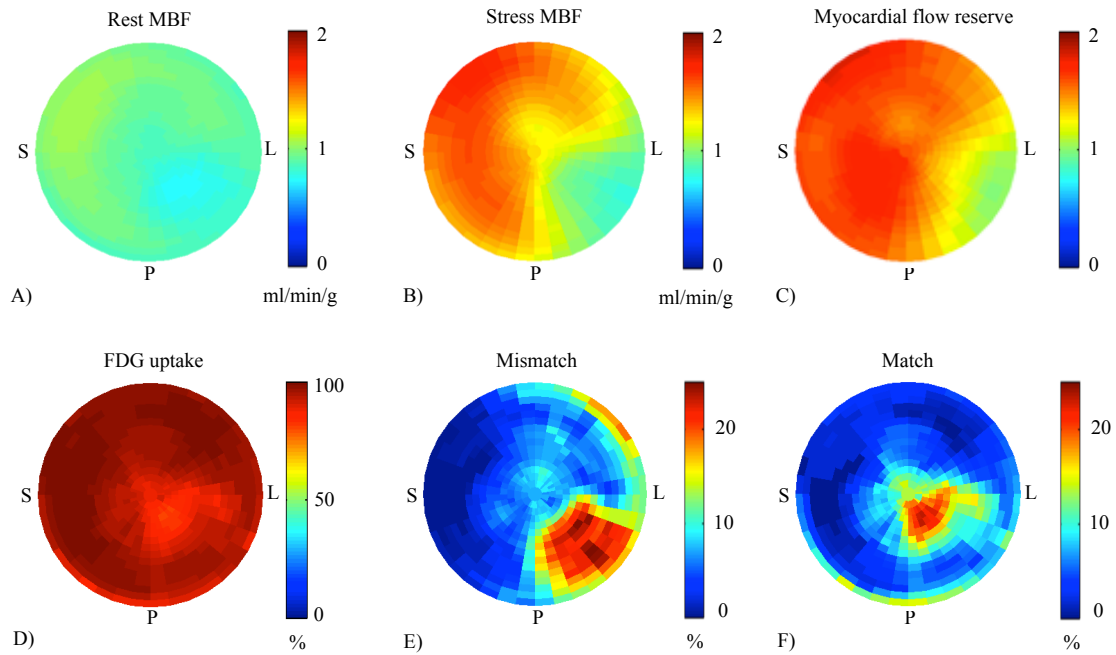 Rest MBF
Stress MBF
Myocardial flow reserve
2
1
0
2
1
0
2
1
0
S
L
P
S
L
P
S
L
P
A)
ml/min/g
B)
ml/min/g
C)
FDG uptake
Mismatch
Match
100
50
0
20
10
0
20
10
0
S
L
P
S
L
P
S
L
P
D)
%
E)
%
F)
%